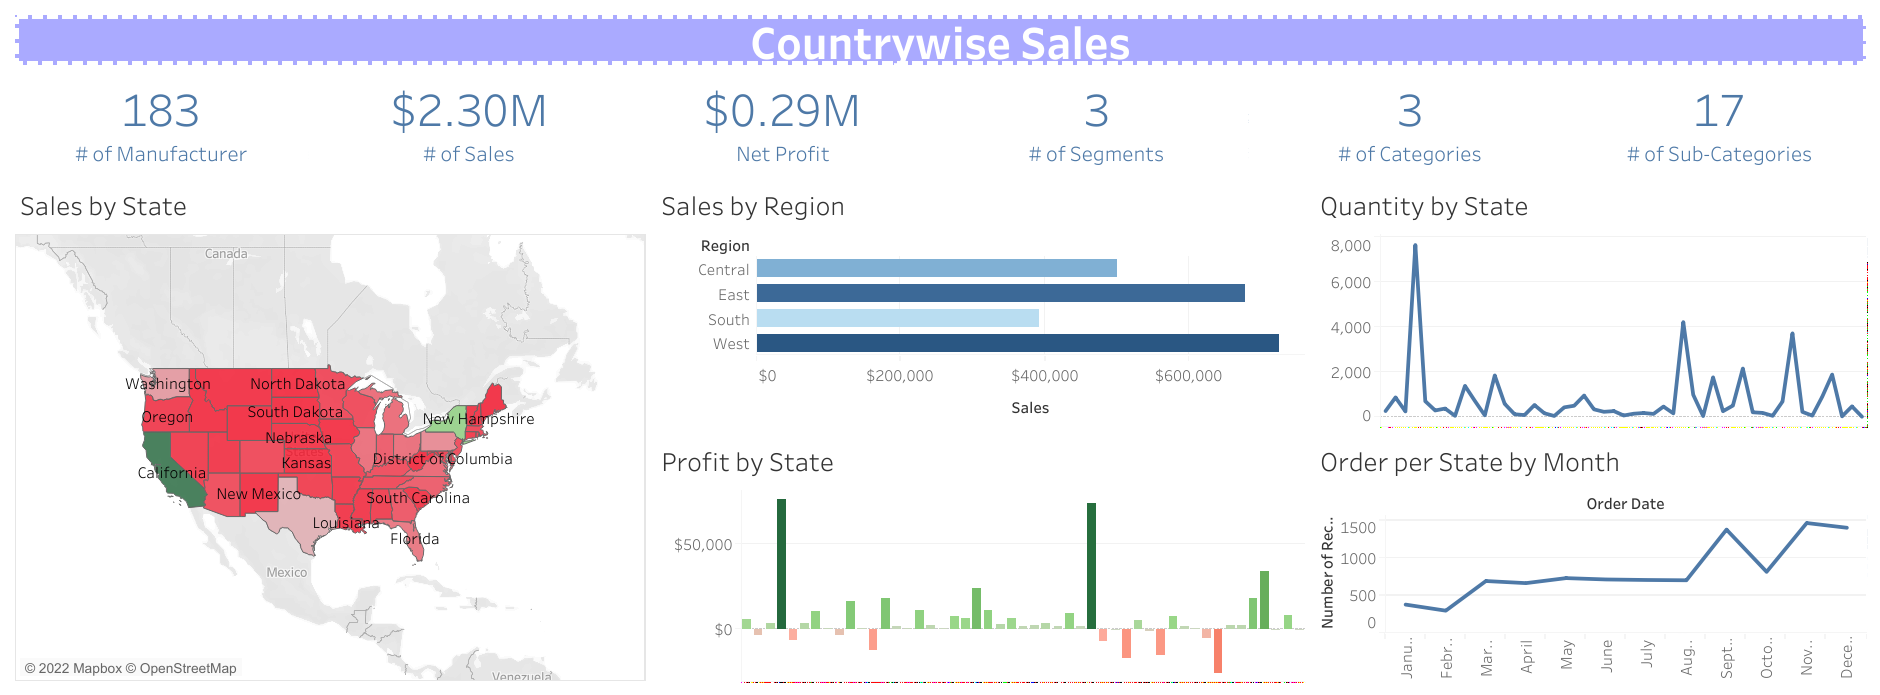 Countrywise Sales
183
# of Manufacturer
$2.30M
# of Sales
$0.29M
Net Profit
3
# of Segments
3
# of Categories
17
# of Sub-Categories
Sales by State
Canada
Washington
North Dakota
Oregon
South Dakota
New Hampshire
Nebraska
States
Kansas
District of Columbia
California
New Mexico
South Carolina
Louisiana
Florida
Mexico
Venezuela
© 2022 Mapbox © OpenStreetMap
Sales by Region
Region
Central
East
South
West
$0
$200,000
$400,000
$600,000
Sales
Profit by State
$50,000
$0
Quantity by State
8,000
6,000
4,000
2,000
0
Order per State by Month
Order Date
Number of Rec..
1500
1000
500
0
Janu..
Febr..
Mar..
April
May
June
July
Aug..
Sept..
Octo..
Nov..
Dece..